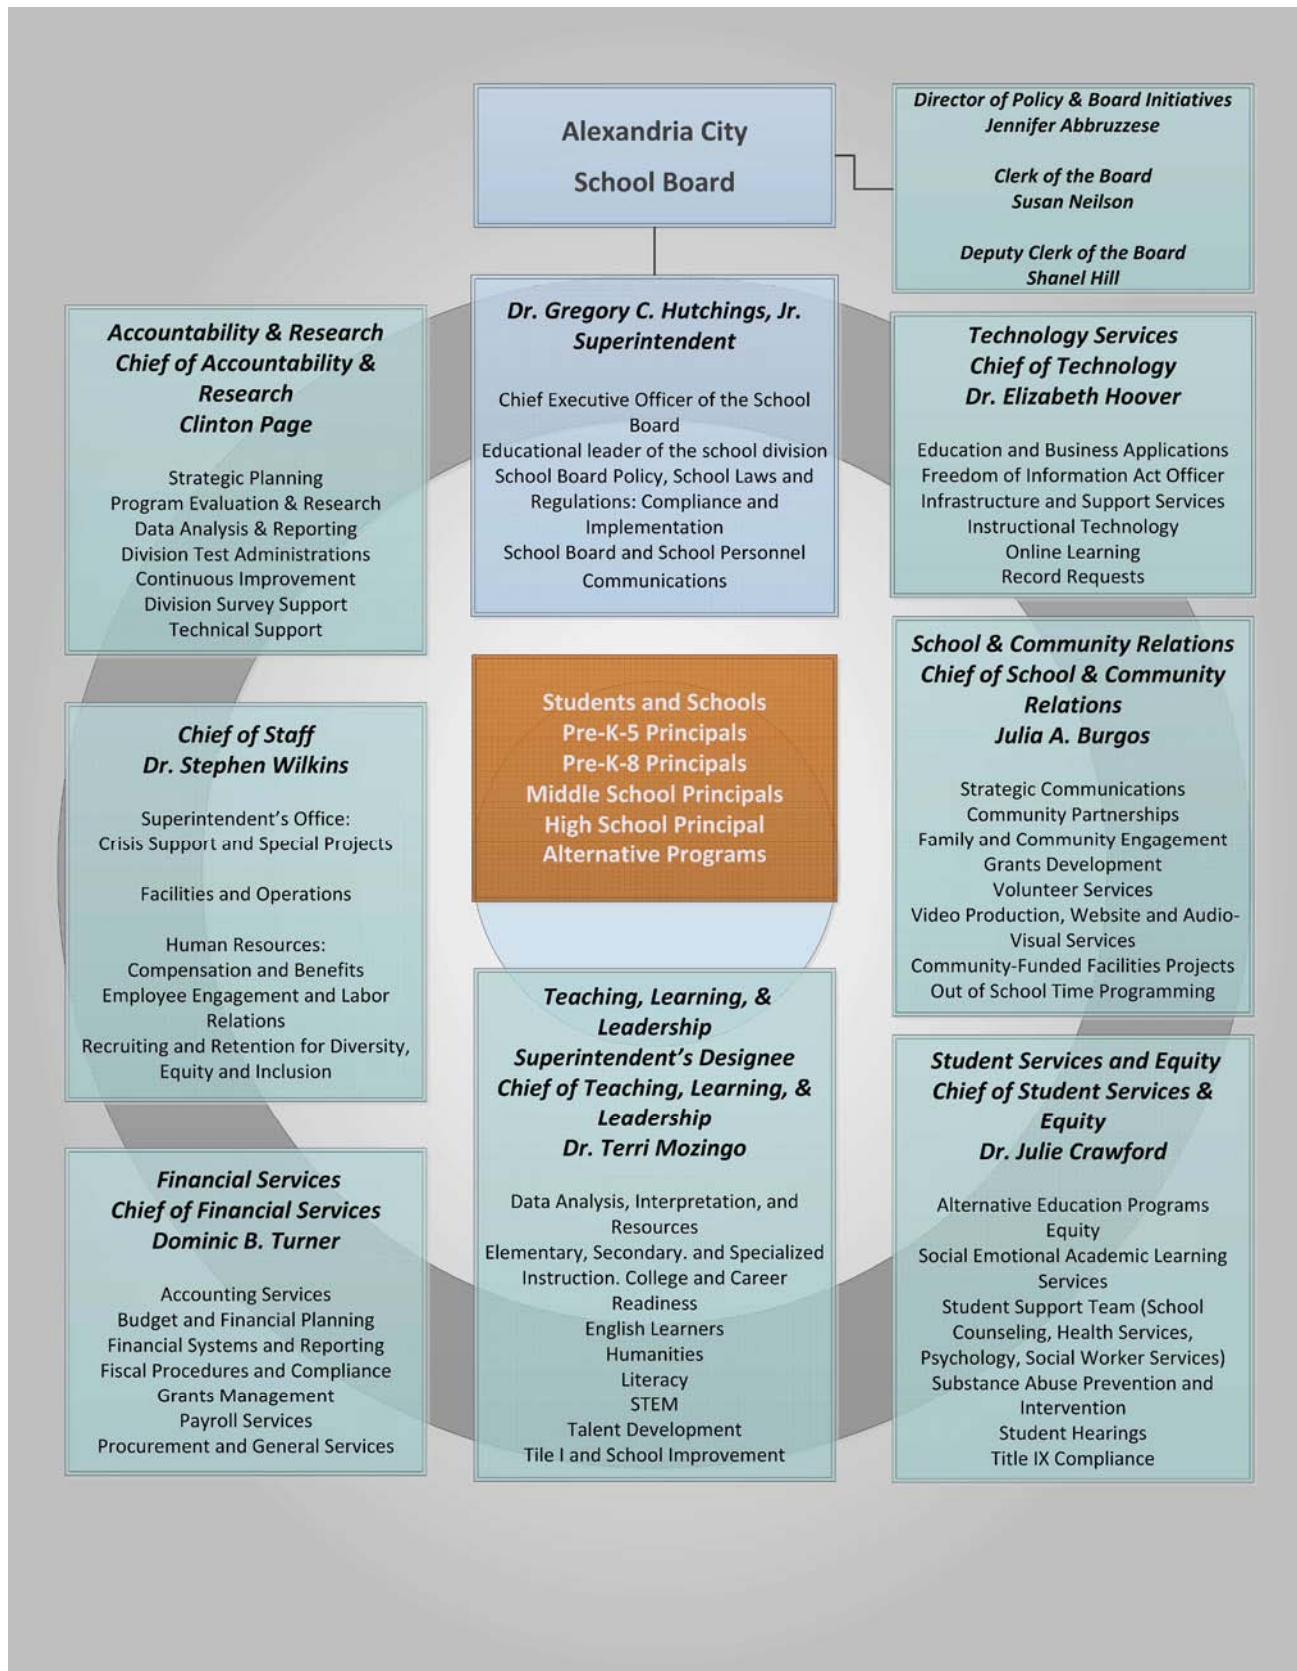 Alexandria City
School Board
Director of Policy & Board Initiatives
Jennifer Abbruzzese
Clerk of the Board
Susan Neilson
Deputy Clerk of the Board
Shanel Hill
Dr. Gregory C. Hutchings, Jr.
Superintendent
Chief Executive Officer of the School
Board
Educational leader of the school division
School Board Policy, School Laws and
Regulations: Compliance and
Implementation
School Board and School Personnel
Communications
Accountability & Research
Chief of Accountability &
Research
Clinton Page
Strategic Planning
Program Evaluation & Research
Data Analysis & Reporting
Division Test Administrations
Continuous Improvement
Division Survey Support
Technical Support
Technology Services
Chief of Technology
Dr. Elizabeth Hoover
Education and Business Applications
Freedom of Information Act Officer
Infrastructure and Support Services
Instructional Technology
Online Learning
Record Requests
Students and Schools
Pre-K-5 Principals
Pre-K-8 Principals
Middle School Principals
High School Principal
Alternative Programs
School & Community Relations
Chief of School & Community
Relations
Julia A. Burgos
Strategic Communications
Community Partnerships
Family and Community Engagement
Grants Development
Volunteer Services
Video Production, Website and Audio-
Visual Services
Community-Funded Facilities Projects
Out of School Time Programming
Chief of Staff
Dr. Stephen Wilkins
Superintendent’s Office:
Crisis Support and Special Projects
Facilities and Operations
Human Resources:
Compensation and Benefits
Employee Engagement and Labor
Relations
Recruiting and Retention for Diversity,
Equity and Inclusion
Teaching, Learning, &
Leadership
Superintendent’s Designee
Chief of Teaching, Learning, &
Leadership
Dr. Terri Mozingo
Data Analysis, Interpretation, and
Resources
Elementary, Secondary. and Specialized
Instruction. College and Career
Readiness
English Learners
Humanities
Literacy
STEM
Talent Development
Tile I and School Improvement
Student Services and Equity
Chief of Student Services &
Equity
Dr. Julie Crawford
Alternative Education Programs
Equity
Social Emotional Academic Learning
Services
Student Support Team (School
Counseling, Health Services,
Psychology, Social Worker Services)
Substance Abuse Prevention and
Intervention
Student Hearings
Title IX Compliance
Financial Services
Chief of Financial Services
Dominic B. Turner
Accounting Services
Budget and Financial Planning
Financial Systems and Reporting
Fiscal Procedures and Compliance
Grants Management
Payroll Services
Procurement and General Services